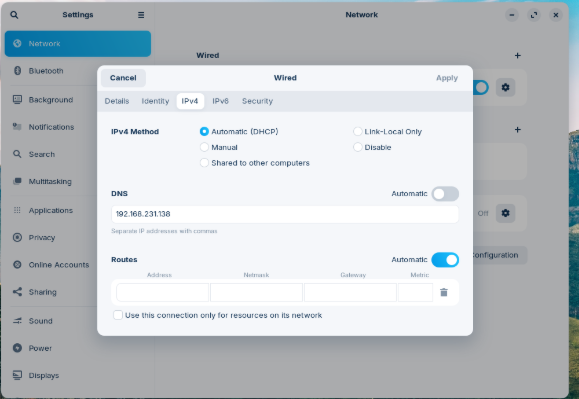 Settings
Network
Network
Bluetooth
Background
Notifications
Search
Multitasking
Applications
Privacy
Online Accounts
Sharing
Sound
Power
Displays
Wired
Off
Configuration
Cancel
Wired
Apply
Details Identity IPv4 IPv6 Security
IPv4 Method
Automatic (DHCP)
Link-Local Only
Manual
Disable
Shared to other computers
DNS
Automatic
192.168.231.138
Separate IP addresses with commas
Routes
Automatic
Address Netmask Gateway Metric
Use this connection only for resources on its network